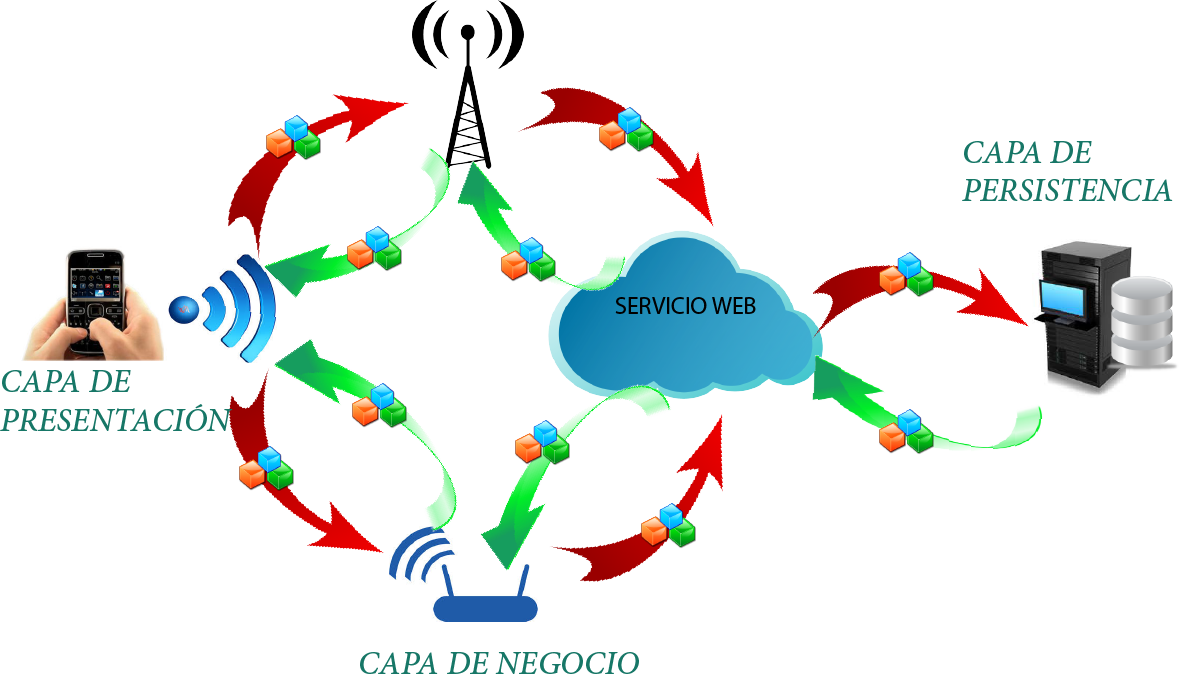 CAPA DE
PERSISTENCIA
SERVICIO WEB
CAPA DE
PRESENTACIÓN
CAPA DE NEGOCIO